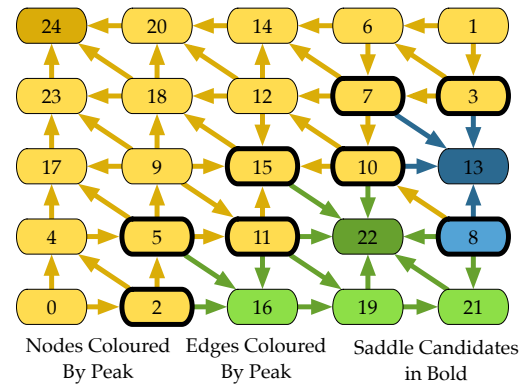 24 20 14 6 1
23 18 12 7 3
17 9 15 10 13
4 5 11 22 8
0 2 16 19 21
Nodes Coloured Edges Coloured Saddle Candidates
By Peak By Peak in Bold